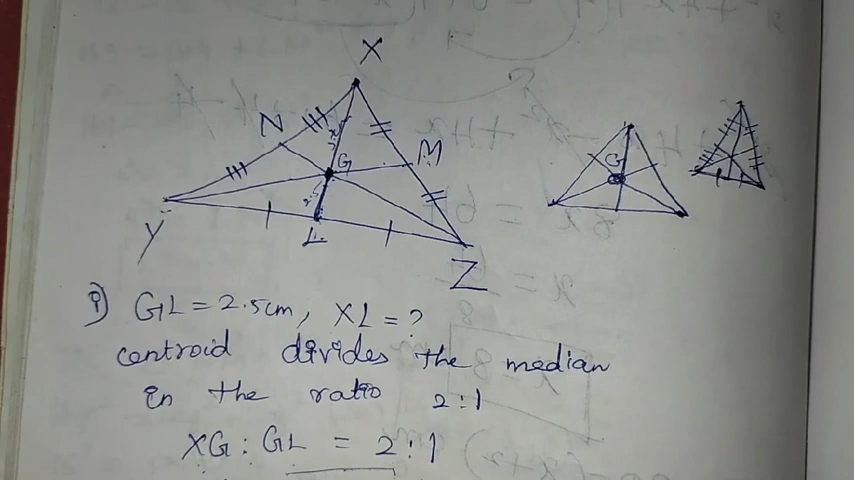 X
N
G
M
G
Y
L
Z
i) GL = 2.5cm, XL = ?
centroid divides the median
in the ratio 2:1
XG : GL = 2 : 1